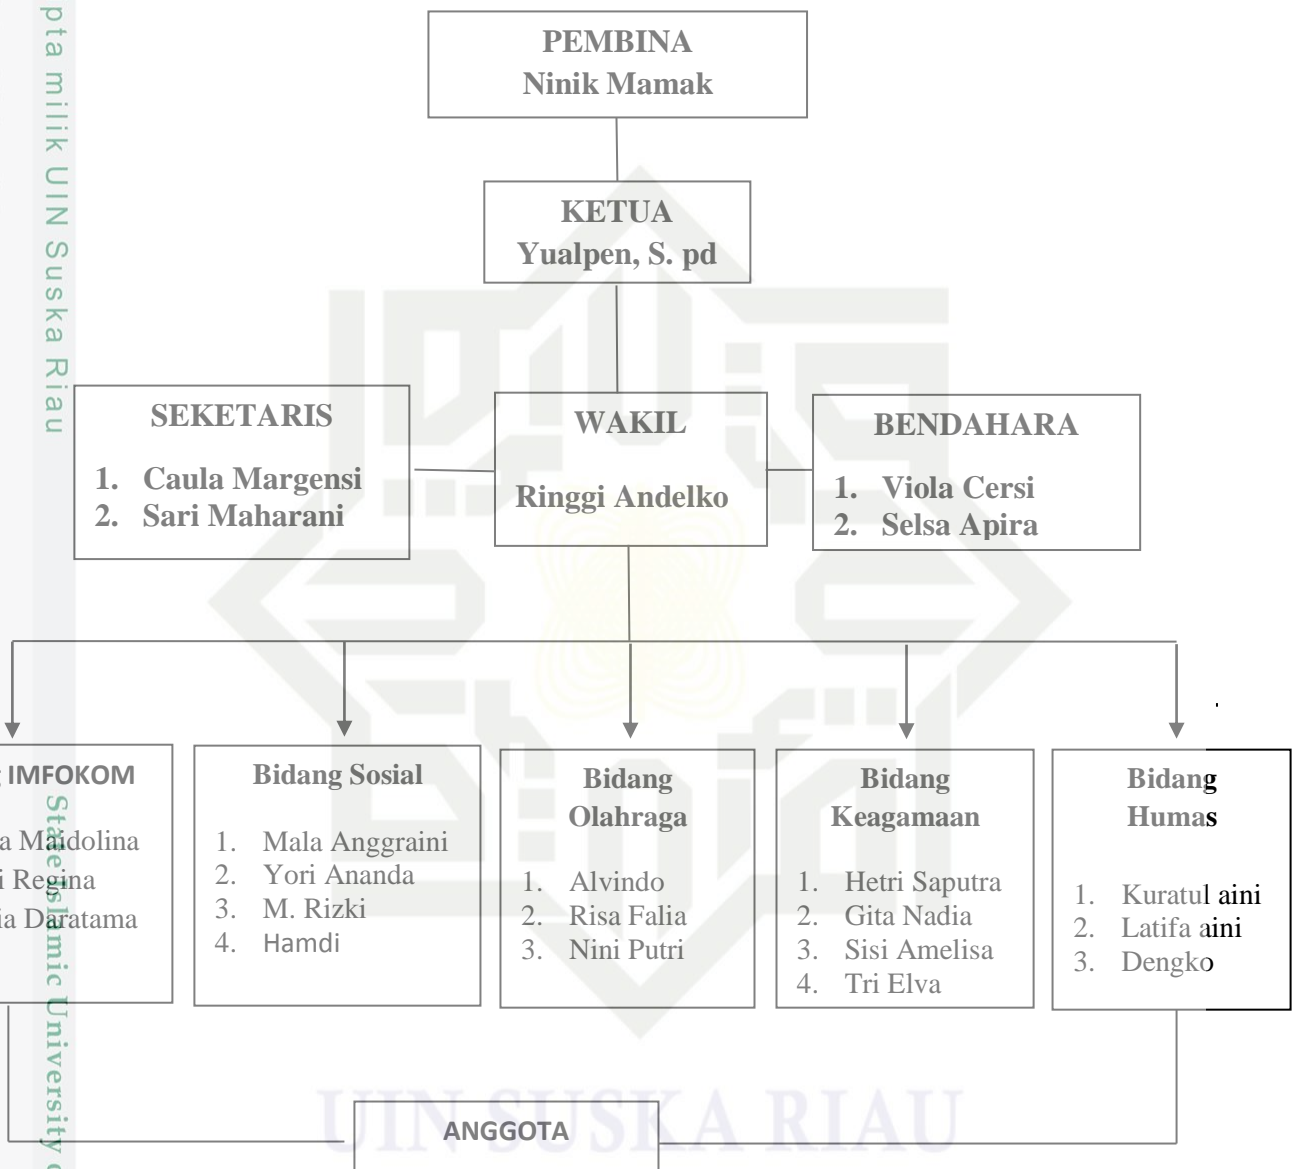 pta milik UIN Suska Riau
PEMBINA
Ninik Mamak
KETUA
Yualpen, S. pd
SEKETARIS
1. Caula Margensi
2. Sari Maharani
WAKIL
Ringgi Andelko
BENDAHARA
1. Viola Cersi
2. Selsa Apira
IMFOKOM
a Maidolina
i Regina
ia Daratama
Bidang Sosial
1. Mala Anggraini
2. Yori Ananda
3. M. Rizki
4. Hamdi
Bidang
Olahraga
1. Alvindo
2. Risa Falia
3. Nini Putri
Bidang
Keagamaan
1. Hetri Saputra
2. Gita Nadia
3. Sisi Amelisa
4. Tri Elva
Bidang
Humas
1. Kuratul aini
2. Latifa aini
3. Dengko
State Islamic University
UIN SUSKA RIAU
ANGGOTA